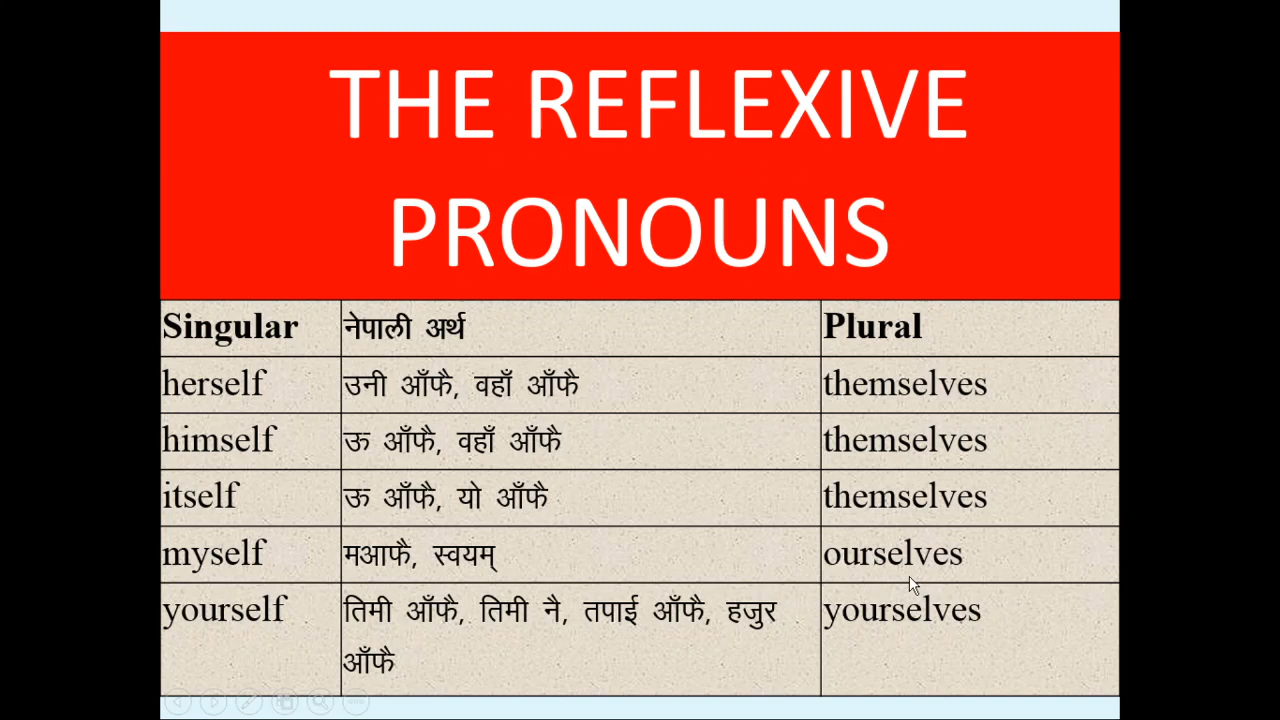 THE REFLEXIVE
PRONOUNS
Singular नेपाली अर्थ Plural
herself उनी आँफै, वहाँ आँफै themselves
himself ऊ आँफै, वहाँ आँफै themselves
itself ऊ आँफै, यो आँफै themselves
myself मआफै, स्वयम् ourselves
yourself तिमी आँफै, तिमी नै, तपाई आँफै, हजुर yourselves
आँफै